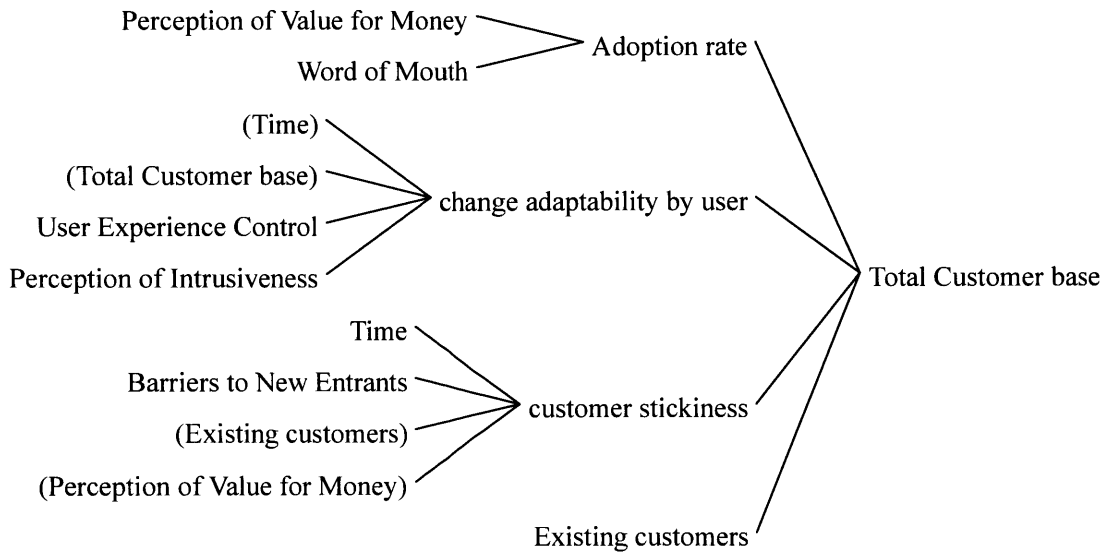 Perception of Value for Money
Word of Mouth
Adoption rate
(Time)
(Total Customer base)
User Experience Control
Perception of Intrusiveness
change adaptability by user
Time
Barriers to New Entrants
(Existing customers)
(Perception of Value for Money)
customer stickiness
Existing customers
Total Customer base